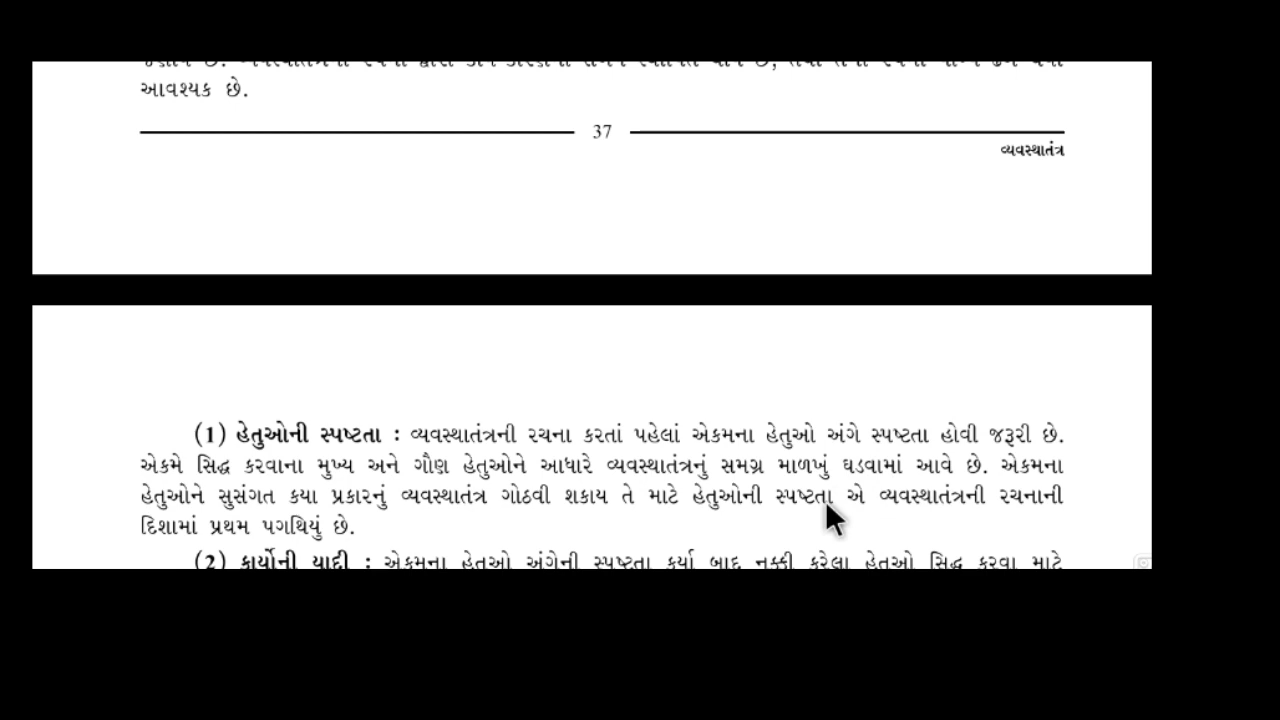 આવશ્યક છે.
37
વ્યવસ્થાતંત્ર
(1) હેતુઓની સ્પષ્ટતા : વ્યવસ્થાતંત્રની રચના કરતાં પહેલાં એકમના હેતુઓ અંગે સ્પષ્ટતા હોવી જરૂરી છે.
એકમે સિદ્ધ કરવાના મુખ્ય અને ગૌણ હેતુઓને આધારે વ્યવસ્થાતંત્રનું સમગ્ર માળખું ઘડવામાં આવે છે. એકમના
હેતુઓને સુસંગત કયા પ્રકારનું વ્યવસ્થાતંત્ર ગોઠવી શકાય તે માટે હેતુઓની સ્પષ્ટતા એ વ્યવસ્થાતંત્રની રચનાની
દિશામાં પ્રથમ પગથિયું છે.
(2) કાર્યોની યાદી : એકમના હેતુઓ અંગેની સ્પષ્ટતા કર્યા બાદ નક્કી કરેલા હેતુઓ સિદ્ધ કરવા માટે